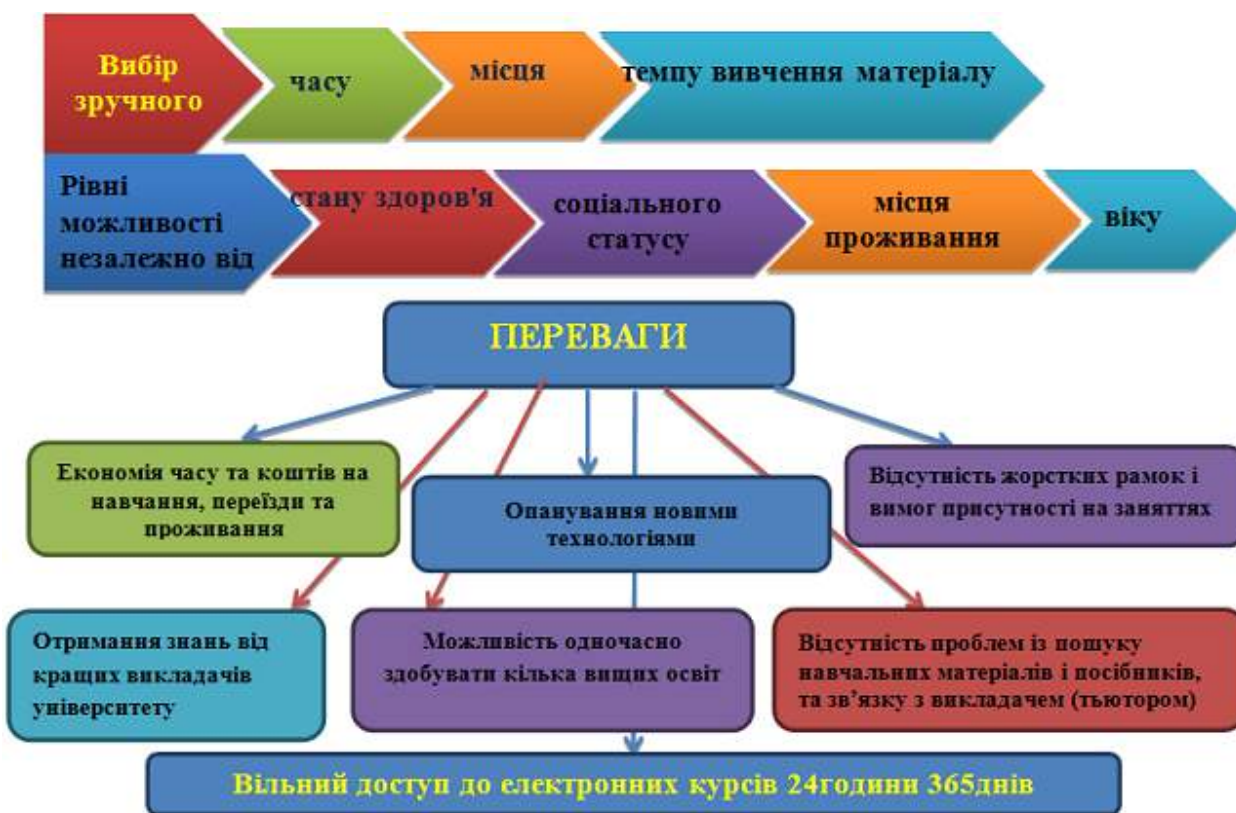 Вибір
зручного
часу
місця
темпу вивчення матеріалу
Рівні
можливості
незалежно від
стану здоров'я
соціального
статусу
місця
проживання
віку
ПЕРЕВАГИ
Економія часу та коштів на
навчання, переїзди та
проживання
Опанування новими
технологіями
Відсутність жорстких рамок і
вимог присутності на заняттях
Отримання знань від
кращих викладачів
університету
Можливість одночасно
здобувати кілька вищих освіт
Відсутність проблем із пошуку
навчальних матеріалів і посібників,
та зв’язку з викладачем (тьютором)
Вільний доступ до електронних курсів 24години 365днів